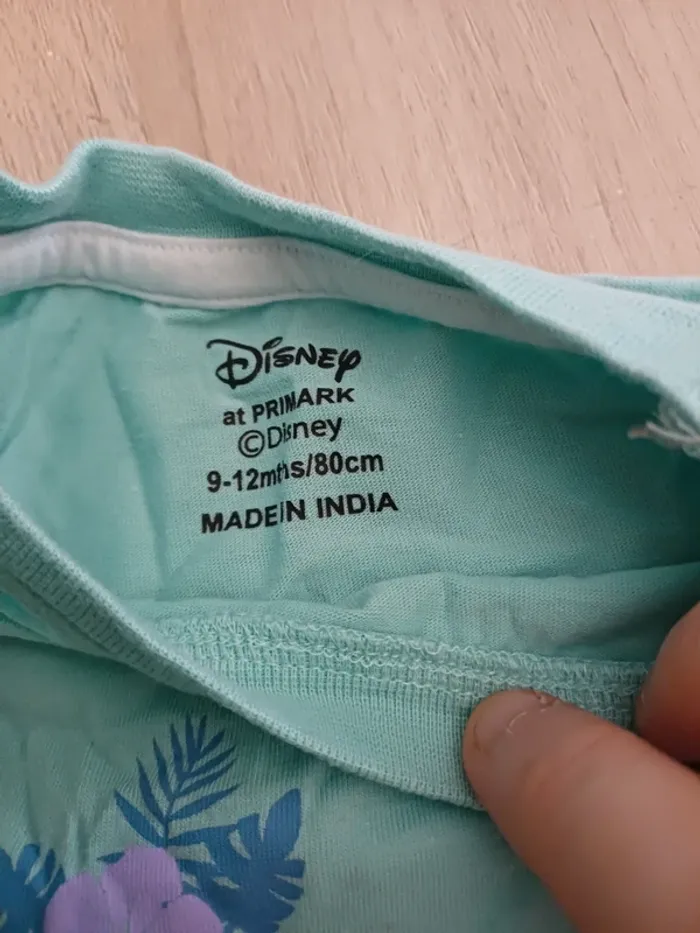 Disney
at PRIMARK
©Disney
9-12mths/80cm
MADE IN INDIA